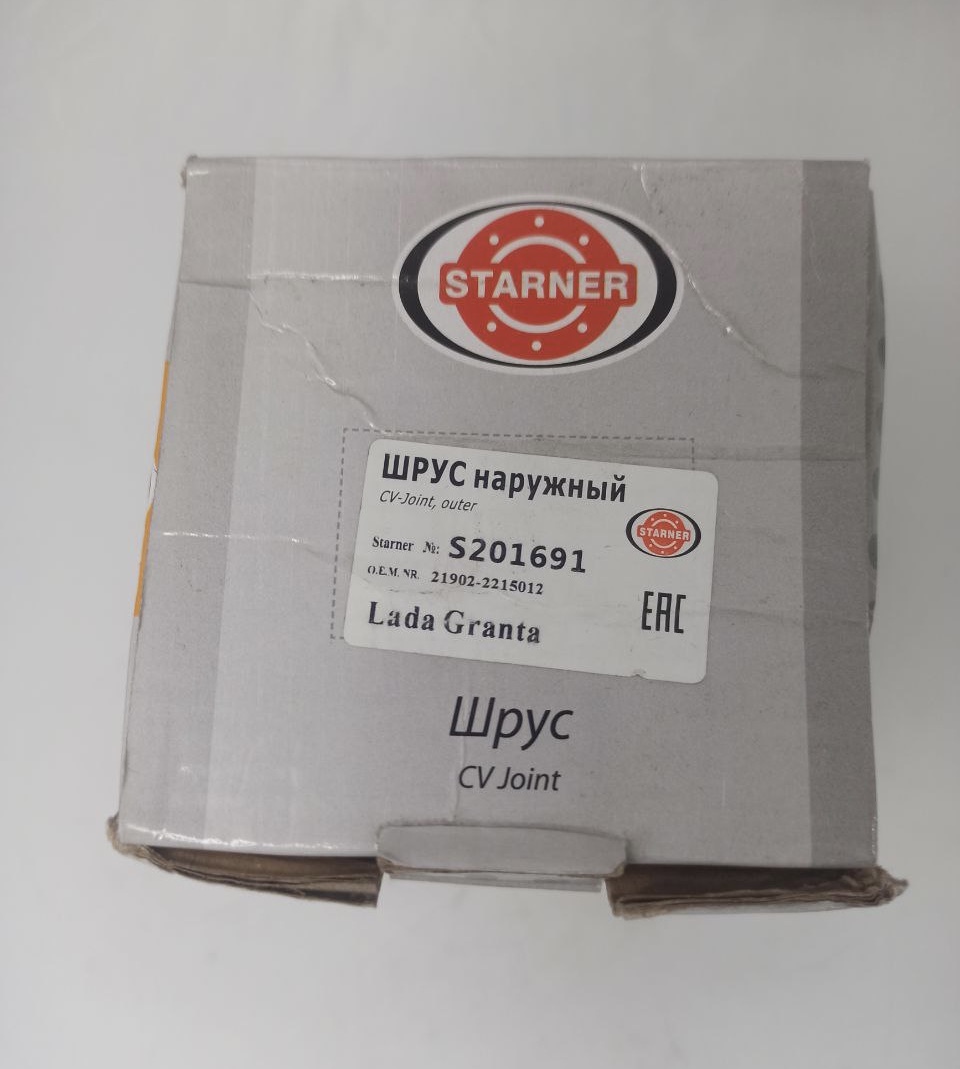 STARNER
ШРУС наружный
CV-Joint, outer
STARNER
Starner №: S201691
O.E.M. NR. 21902-2215012
Lada Granta
EAC
Шрус
CV Joint